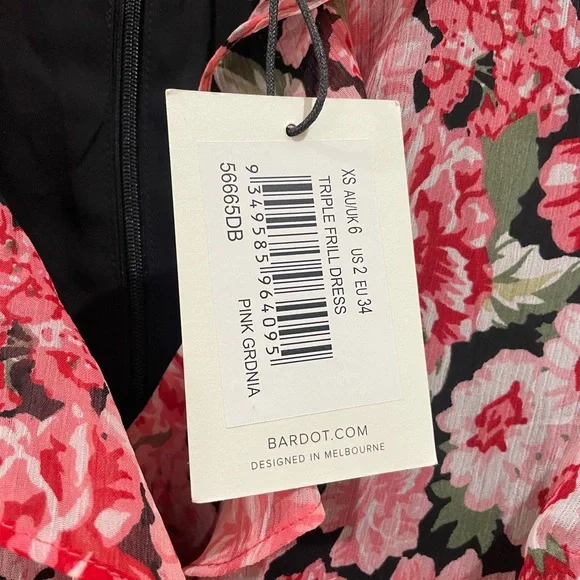 XS AU/UK 6 US 2 EU 34
TRIPLE FRILL DRESS
9349585964095
56665DB PINK GRDNIA
BARDOT.COM
DESIGNED IN MELBOURNE